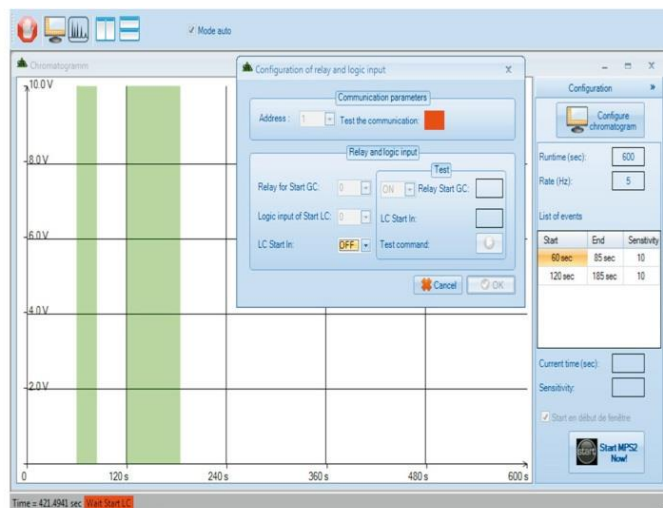 Mode auto
Chromatogramm
10.0 V
8.0 V
6.0 V
4.0 V
2.0 V
0
120 s
240 s
360 s
480 s
600 s
Configuration of relay and logic input
X
Communication parameters
Address : 1
Test the communication:
Relay and logic input
Relay for Start GC: 0
Logic input of Start LC: 0
LC Start In: OFF
Test
ON Relay Start GC:
LC Start In:
Test command:
Cancel
OK
X
Configuration »
Configure chromatogram
Runtime (sec): 600
Rate (Hz): 5
List of events
Start End Sensitivity
60 sec 85 sec 10
120 sec 185 sec 10
Current time (sec):
Sensitivity:
Start en début de fenêtre
start
Start MPS2
Now!
Time = 421.4941 sec Wait Start LC